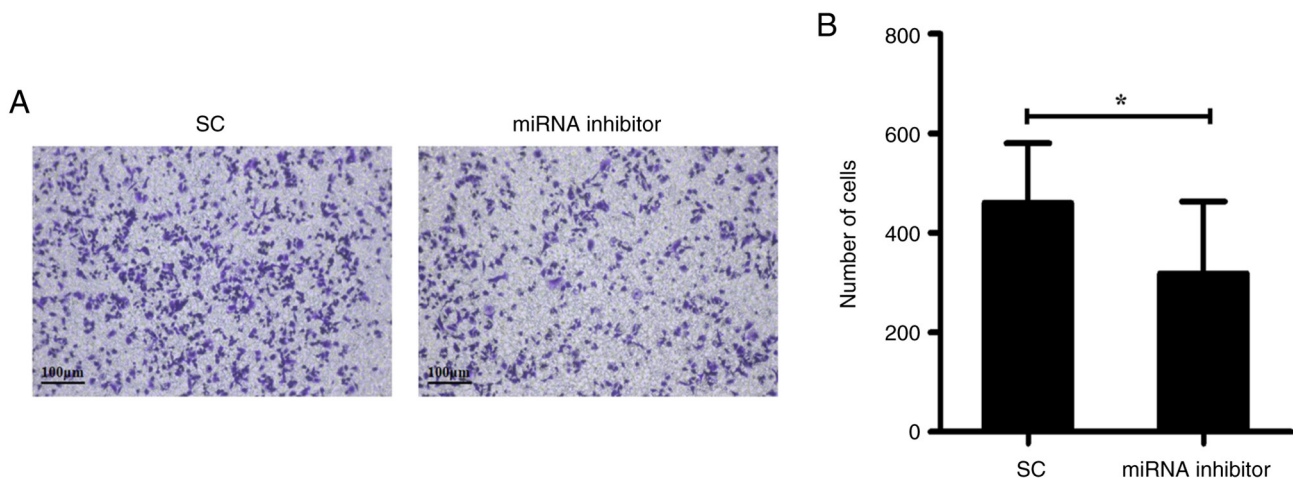 A
SC
miRNA inhibitor
100µm
100µm
B
Number of cells
800
600
400
200
0
*
SC
miRNA inhibitor